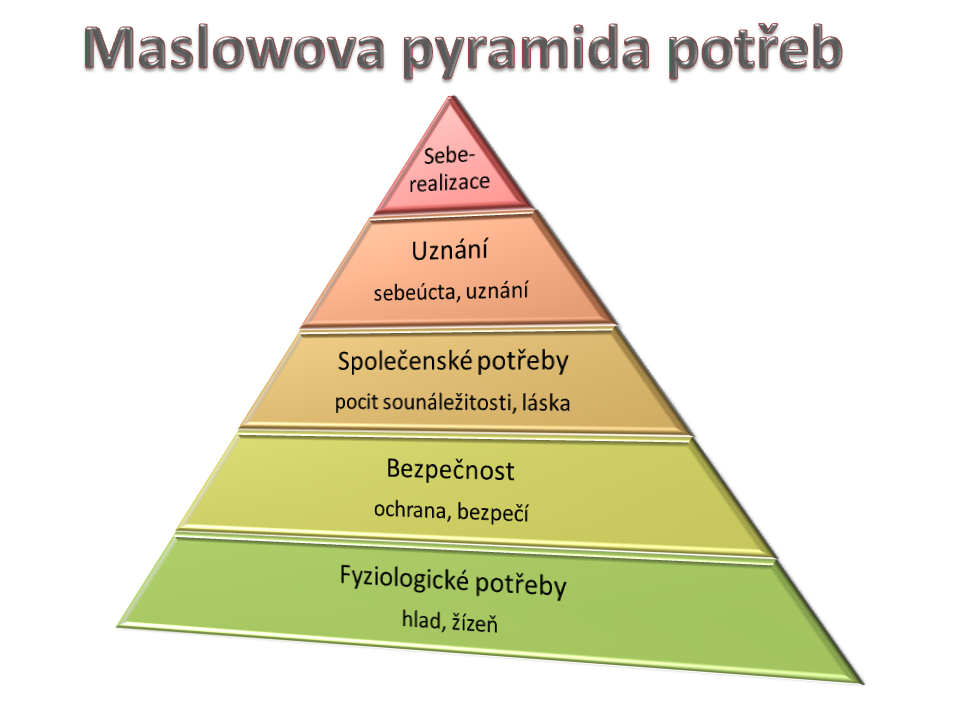 Maslowova pyramida potřeb
Sebe-
realizace
Uznání
sebeúcta, uznání
Společenské potřeby
pocit sounáležitosti, láska
Bezpečnost
ochrana, bezpečí
Fyziologické potřeby
hlad, žízeň